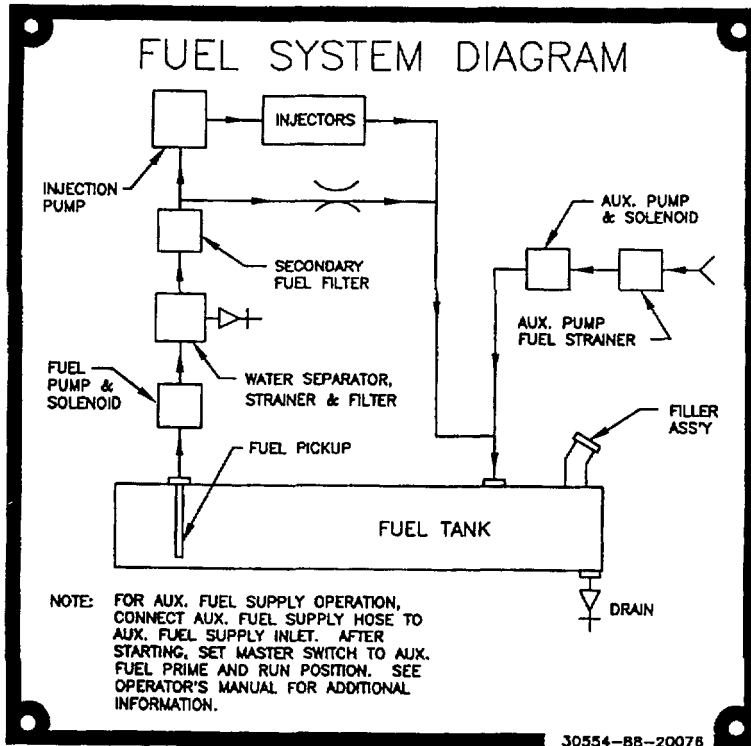 FUEL SYSTEM DIAGRAM
INJECTORS
INJECTION
PUMP
AUX. PUMP
& SOLENOID
SECONDARY
FUEL FILTER
AUX. PUMP
FUEL STRAINER
FUEL
PUMP &
SOLENOID
WATER SEPARATOR,
STRAINER & FILTER
FILLER
ASS'Y
FUEL PICKUP
FUEL TANK
DRAIN
NOTE: FOR AUX. FUEL SUPPLY OPERATION,
CONNECT AUX. FUEL SUPPLY HOSE TO
AUX. FUEL SUPPLY INLET. AFTER
STARTING, SET MASTER SWITCH TO AUX.
FUEL PRIME AND RUN POSITION. SEE
OPERATOR'S MANUAL FOR ADDITIONAL
INFORMATION.
30554-BB-20076